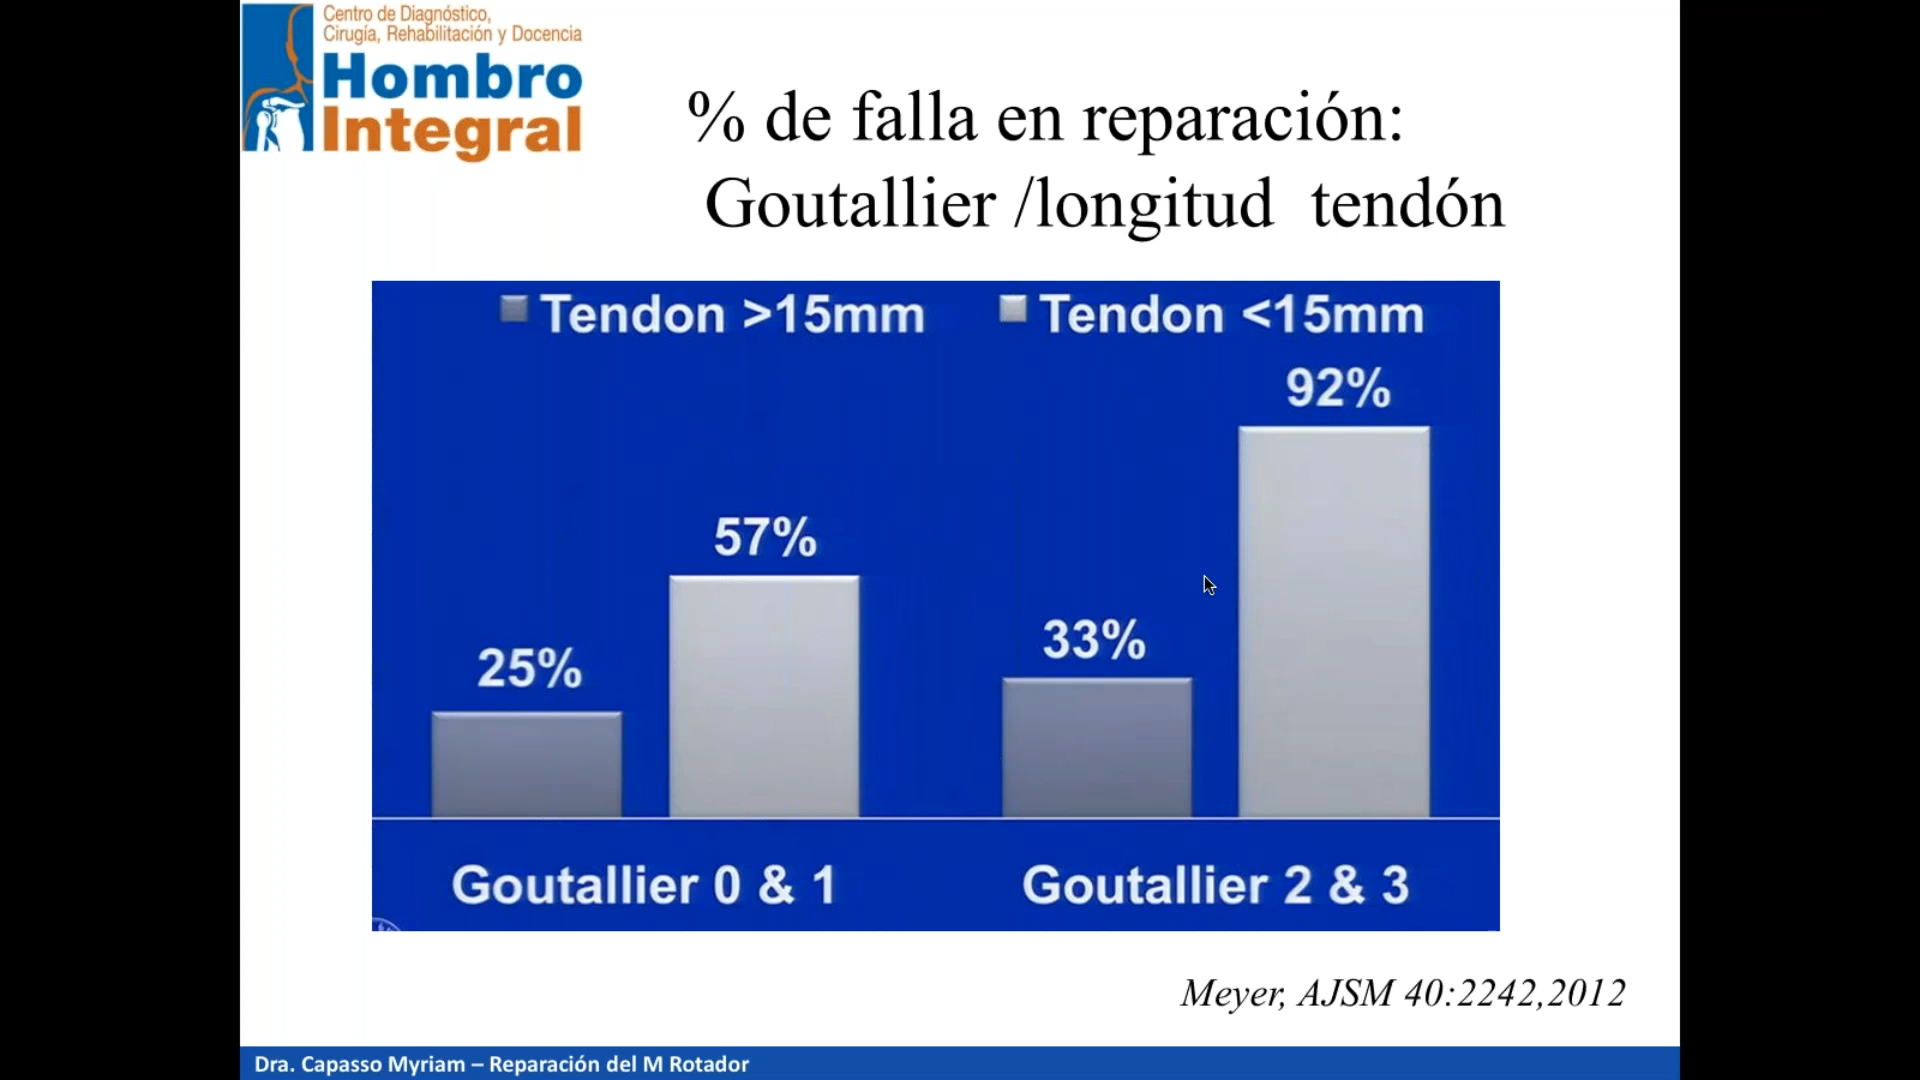 Centro de Diagnóstico,
Cirugía, Rehabilitación y Docencia
Hombro
Integral
% de falla en reparación:
Goutallier /longitud tendón
Tendon >15mm
Tendon <15mm
92%
57%
33%
25%
Goutallier 0 & 1
Goutallier 2 & 3
Meyer, AJSM 40:2242,2012
Dra. Capasso Myriam – Reparación del M Rotador